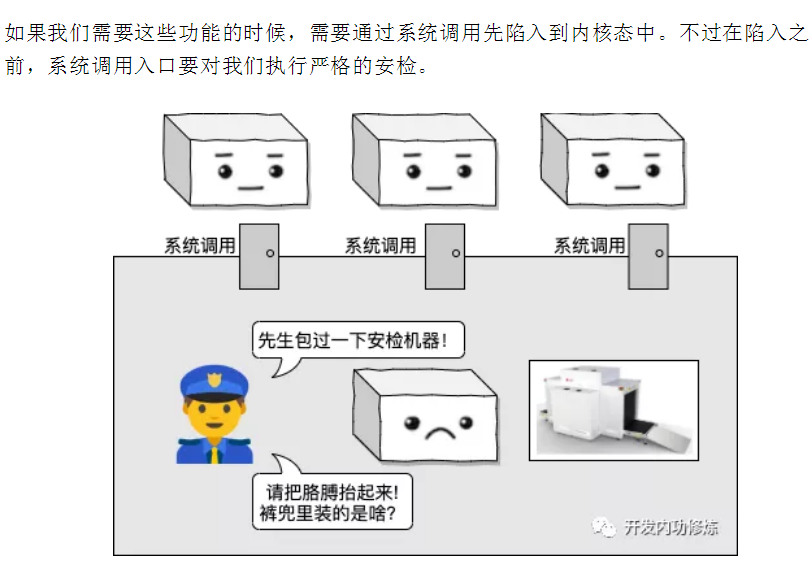 如果我们需要这些功能的时候，需要通过系统调用先陷入到内核态中。不过在陷入之
前，系统调用入口要对我们执行严格的安检。
系统调用
系统调用
系统调用
先生包过一下安检机器！
请把胳膊抬起来!
裤兜里装的是啥?
开发内功修炼